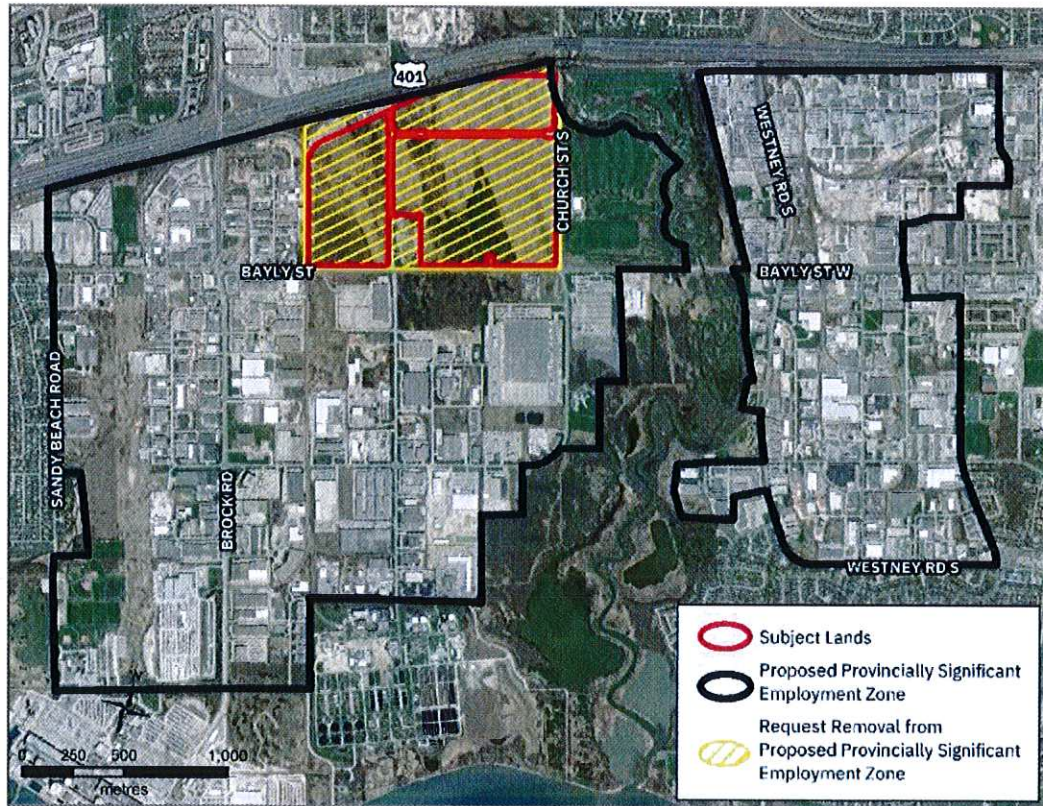 401
WESTNEY RD S
CHURCH ST S
BAYLY ST
BAYLY ST W
SANDY BEACH ROAD
BROCK RD
WESTNEY RD S
Subject Lands
Proposed Provincially Significant
Employment Zone
Request Removal from
Proposed Provincially Significant
Employment Zone
0 250 500 1,000
metres